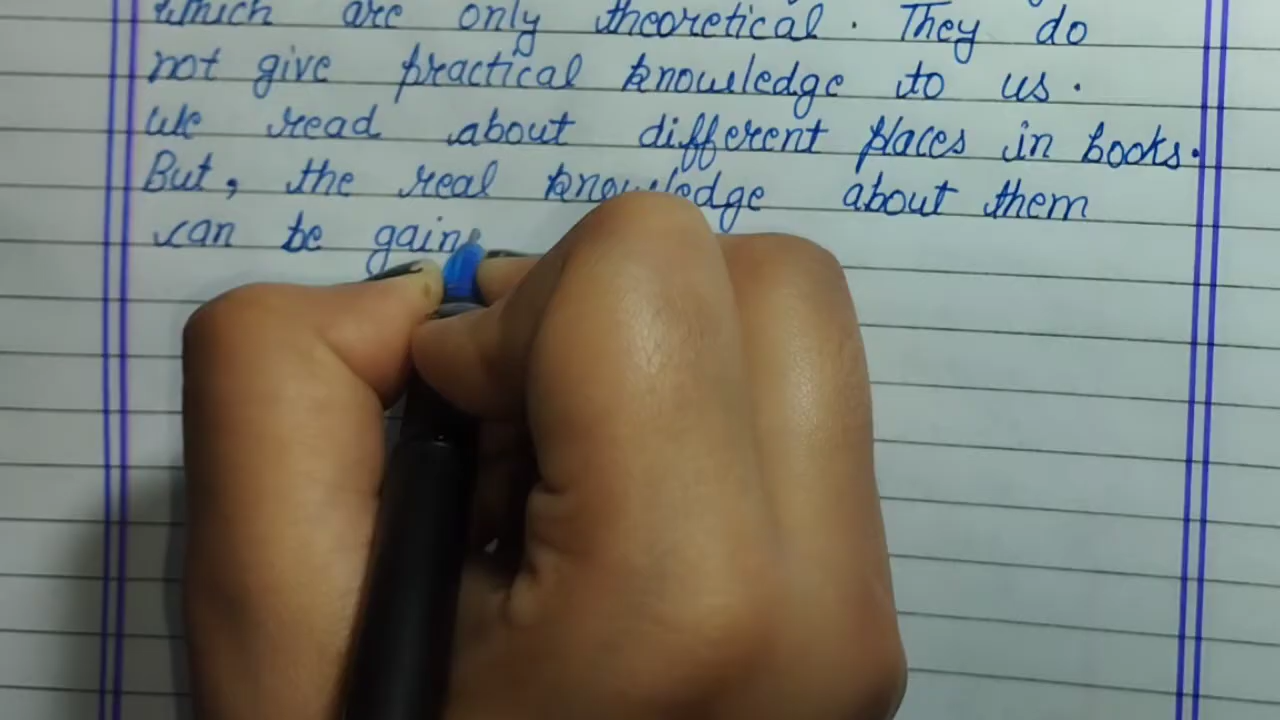 which are only theoretical. They do
not give practical knowledge to us.
We read about different places in books.
But, the real knowledge about them
can be gain